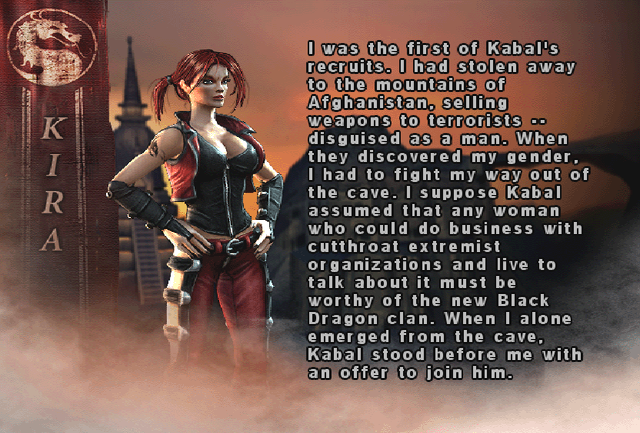 KIRA
I was the first of Kabal's
recruits. I had stolen away
to the mountains of
Afghanistan, selling
weapons to terrorists --
disguised as a man. When
they discovered my gender,
I had to fight my way out of
the cave. I suppose Kabal
assumed that any woman
who could do business with
cutthroat extremist
organizations and live to
talk about it must be
worthy of the new Black
Dragon clan. When I alone
emerged from the cave,
Kabal stood before me with
an offer to join him.